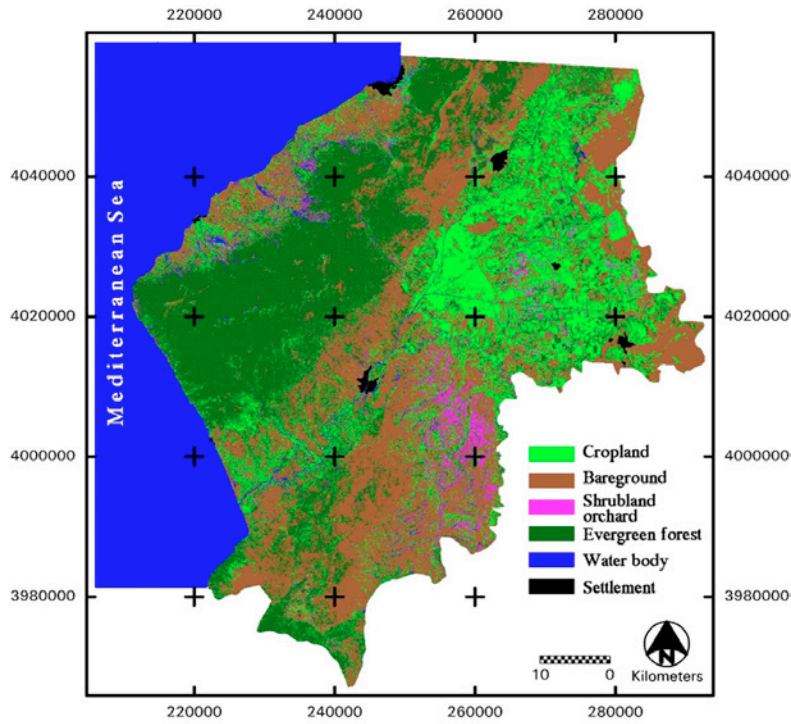 220000 240000 260000 280000
4040000 4040000
4020000 4020000
4000000 4000000
3980000 3980000
Mediterranean Sea
Cropland
Bareground
Shrubland
orchard
Evergreen forest
Water body
Settlement
N
10 0
Kilometers
220000 240000 260000 280000